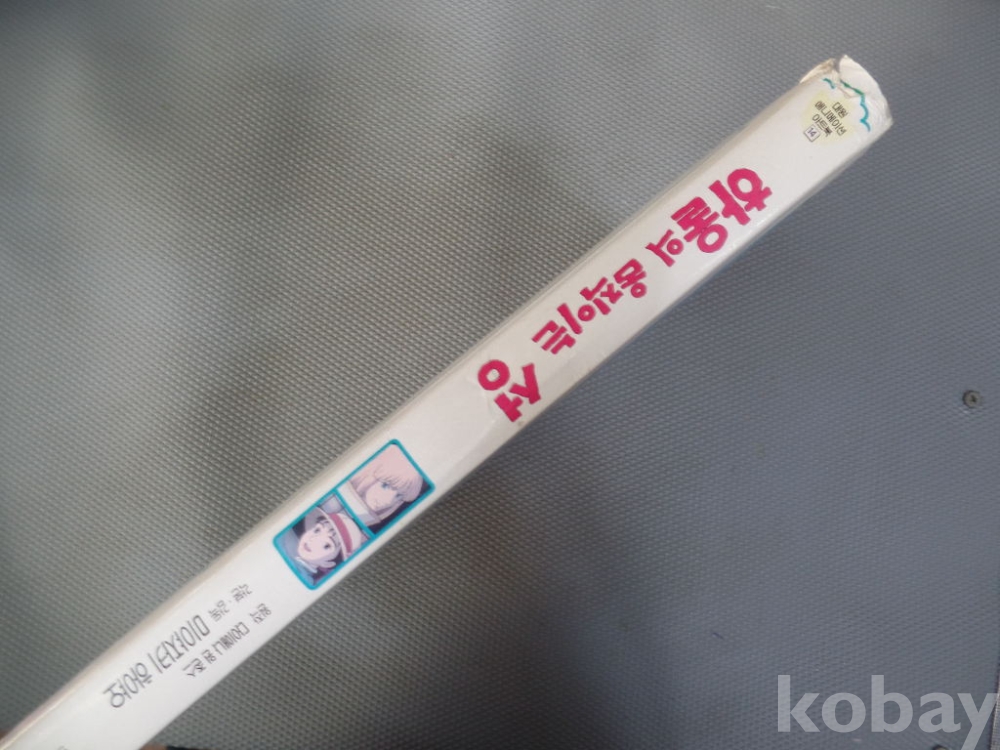 14
하울의 움직이는 성
원작 다이애나 윈 존스
각본·감독 미야자키 하야오
kobay